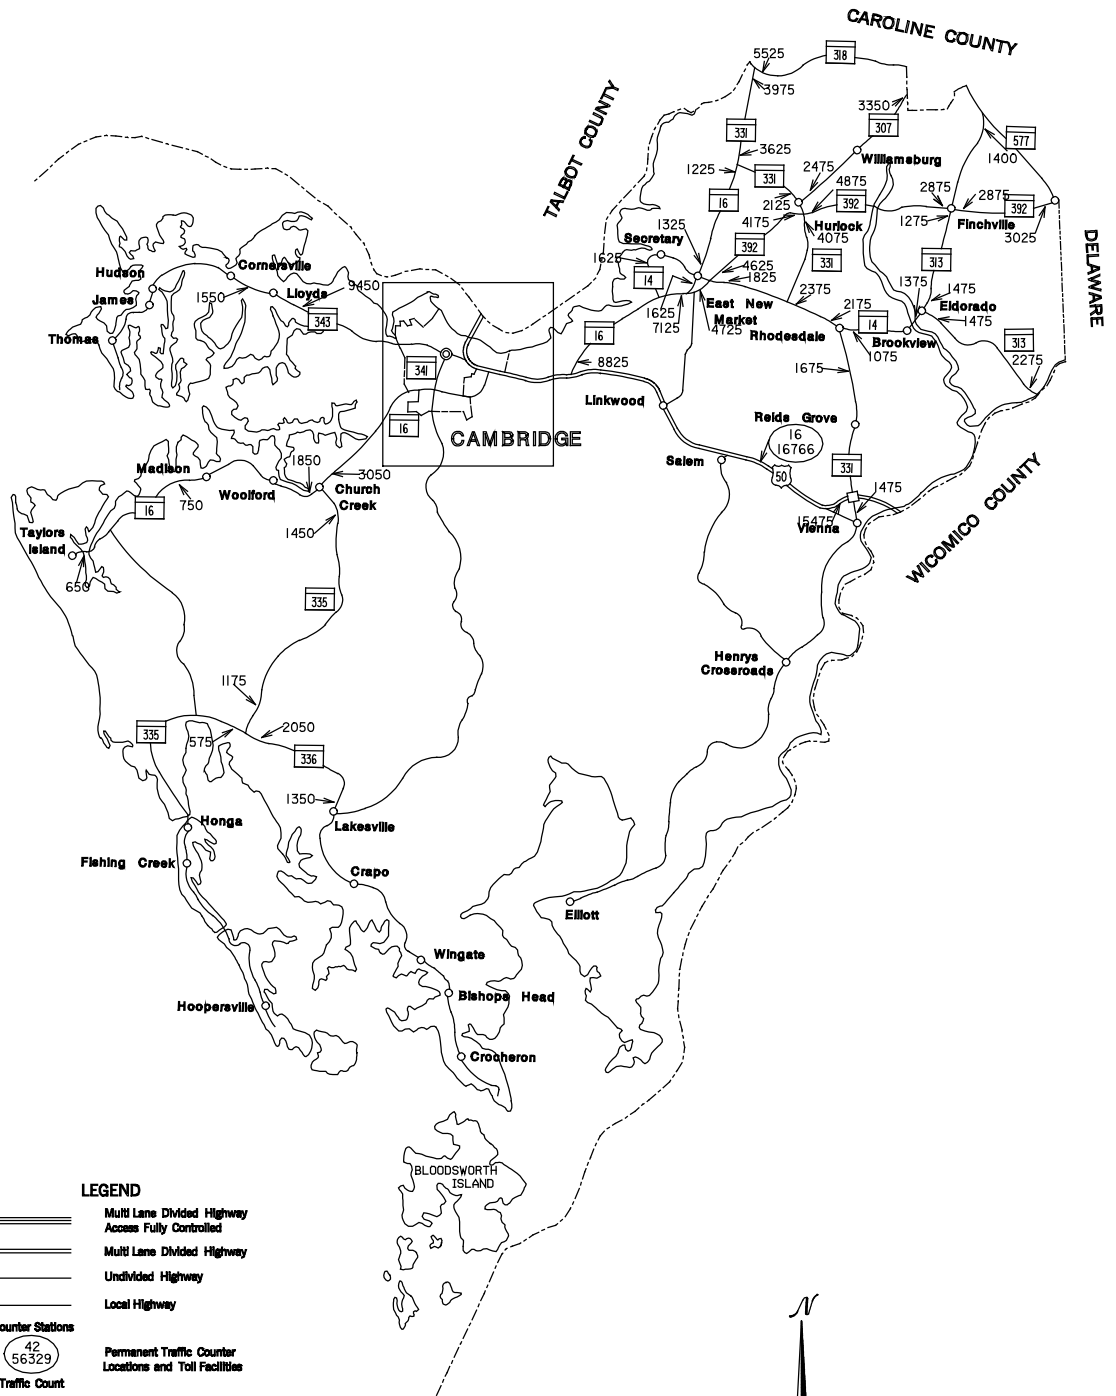 CAROLINE COUNTY
5525
318
3975
TALBOT COUNTY
3350
307
577
331
3625
Williamsburg
1400
1225
331
2475
4875
2875
2875
16
2125
392
392
4175
1275
Finchville
3025
1325
Hurlock
Secretary
392
4075
DELAWARE
1625
4625
331
313
14
1825
Hudson
Cornersville
James
1550
Lloyds
9450
1625
East New
Market
2375
1375
1475
2175
Eldorado
343
7125
4725
Rhodesdale
14
Brookview
1475
Thomas
16
313
341
8825
1675
1075
2275
Linkwood
16
CAMBRIDGE
Reids Grove
16
16766
Madison
1850
3050
Salem
50
331
750
Woolford
Church
Creek
1475
16
15475
Vienna
WICOMICO COUNTY
Taylors
Island
1450
650
335
Henrys
Crossroads
1175
335
575
2050
336
1350
Honga
Lakesville
Fishing Creek
Crapo
Elliott
Wingate
Hoopersville
Bishops Head
Crocheron
BLOODSWORTH
ISLAND
LEGEND
Multi Lane Divided Highway
Access Fully Controlled
Multi Lane Divided Highway
Undivided Highway
Local Highway
ounter Stations
42
56329
Permanent Traffic Counter
Locations and Toll Facilities
Traffic Count
N